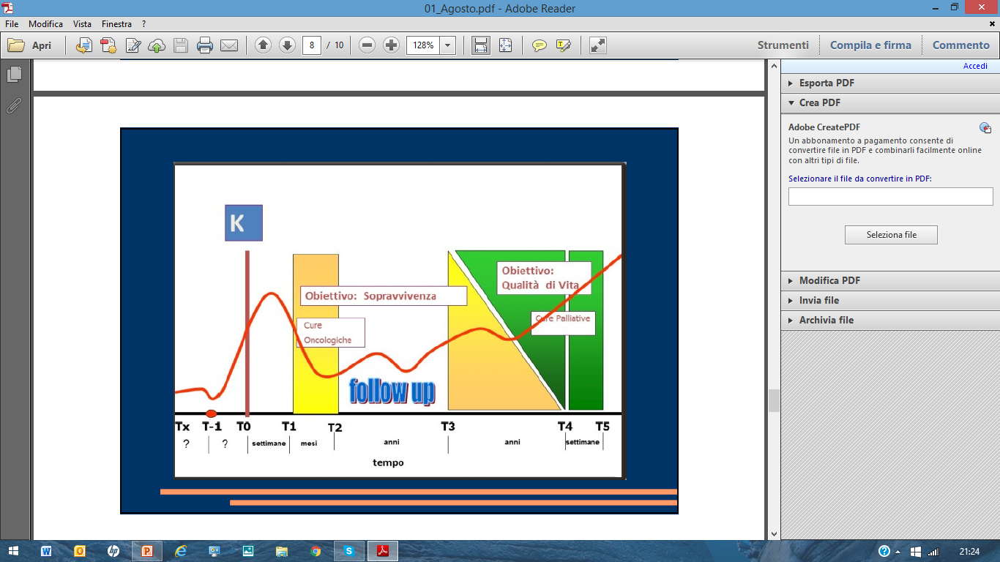 01_Agosto.pdf - Adobe Reader
File Modifica Vista Finestra ?
Apri 8 / 10 128% Strumenti Compila e firma Commento
Accedi
Esporta PDF
Crea PDF
Adobe CreatePDF
Un abbonamento a pagamento consente di
convertire file in PDF e combinarli facilmente online
con altri tipi di file.
Selezionare il file da convertire in PDF:
Seleziona file
Modifica PDF
Invia file
Archivia file
K
Obiettivo:
Qualità di Vita
Obiettivo: Sopravvivenza
Cure Palliative
Cure
Oncologiche
follow up
Tx T-1 T0 T1 T2 T3 T4 T5
? ? settimane mesi anni anni settimane
tempo
21:24